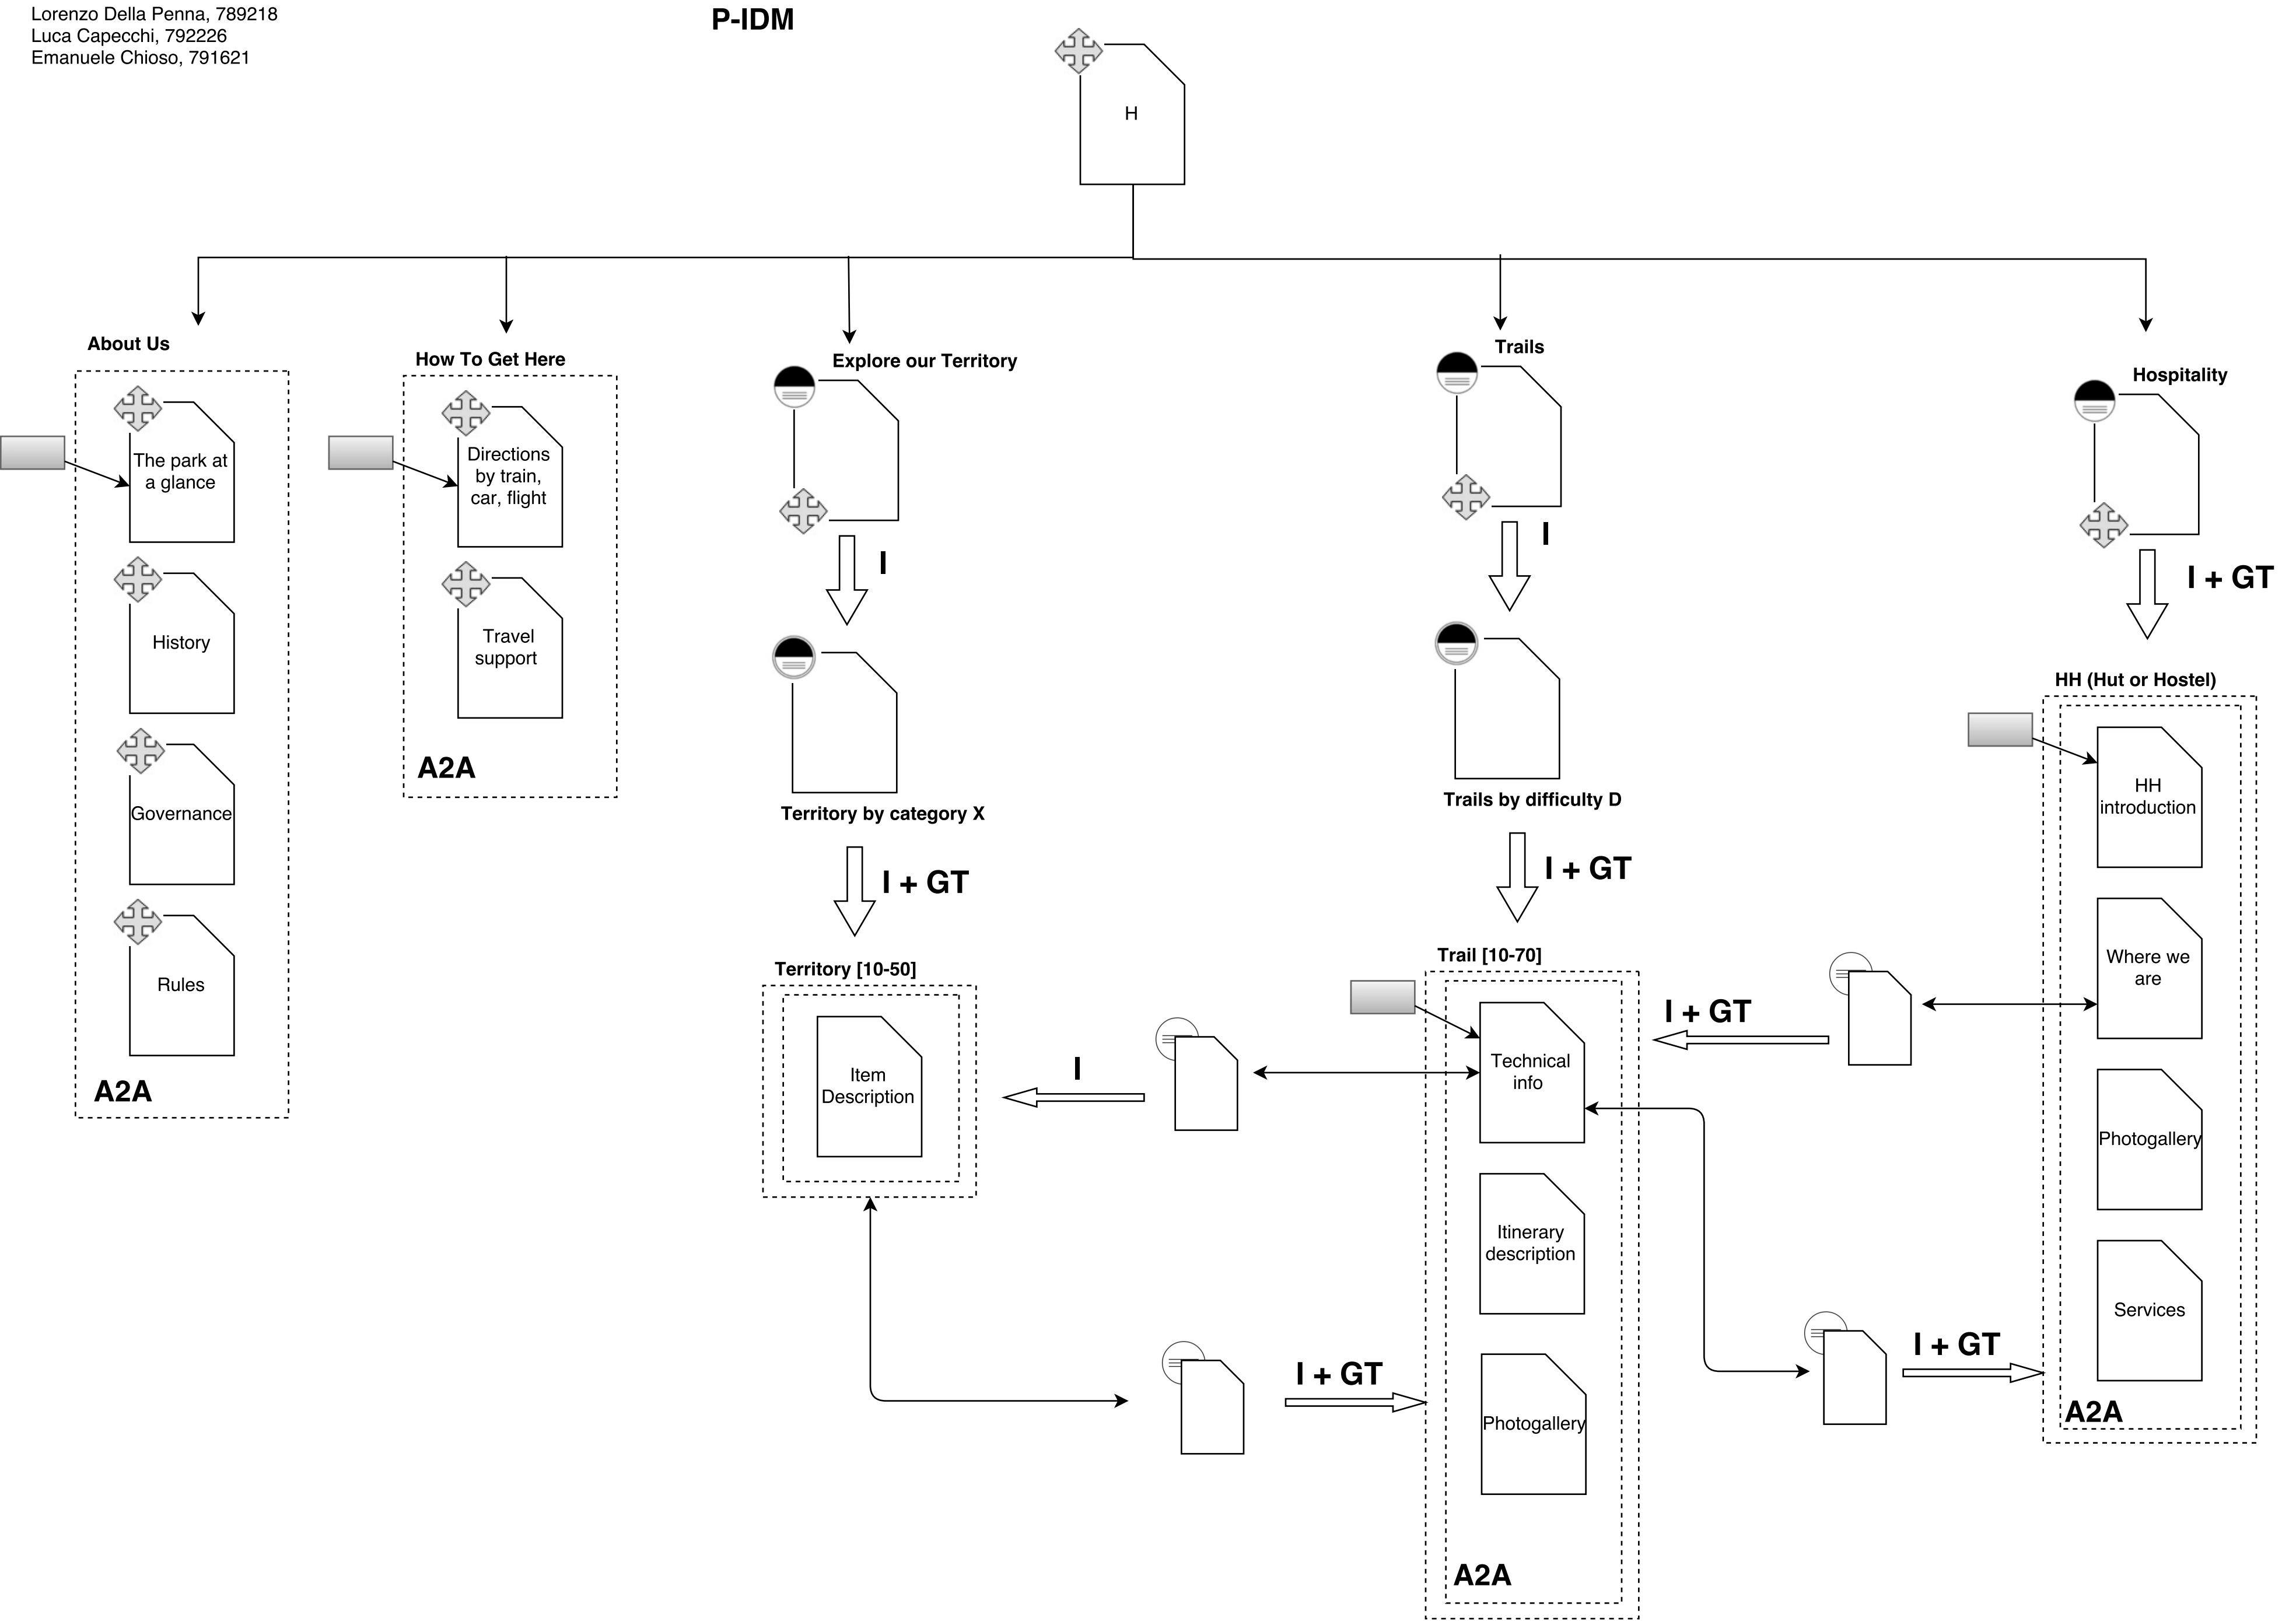 Lorenzo Della Penna, 789218
Luca Capecchi, 792226
Emanuele Chioso, 791621
P-IDM
H
About Us
The park at
a glance
History
Governance
Rules
A2A
How To Get Here
Directions
by train,
car, flight
Travel
support
A2A
Explore our Territory
I
Territory by category X
I + GT
Territory [10-50]
Item
Description
I
I + GT
Trails
I
Trails by difficulty D
I + GT
Trail [10-70]
Technical
info
Itinerary
description
Photogallery
A2A
I + GT
I + GT
Hospitality
I + GT
HH (Hut or Hostel)
HH
introduction
Where we
are
Photogallery
Services
A2A